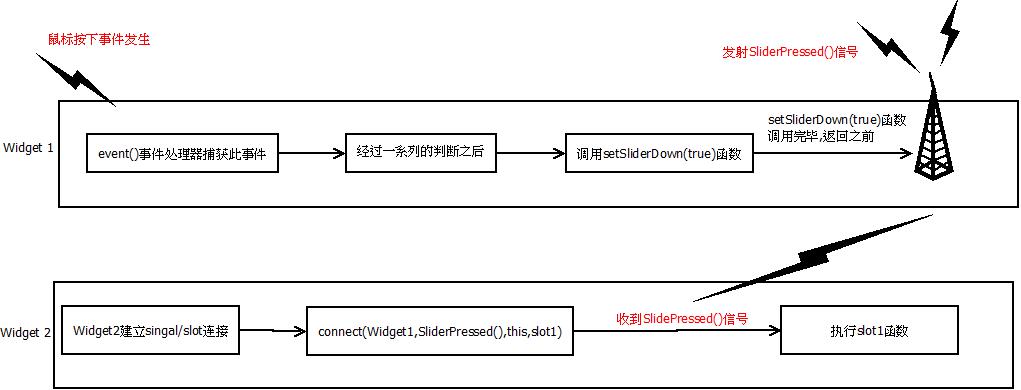 鼠标按下事件发生
发射SliderPressed()信号
Widget 1
event()事件处理器捕获此事件
经过一系列的判断之后
调用setSliderDown(true)函数
setSliderDown(true)函数
调用完毕,返回之前
Widget 2
Widget2建立singal/slot连接
connect(Widget1,SliderPressed(),this,slot1)
收到SlidePressed()信号
执行slot1函数